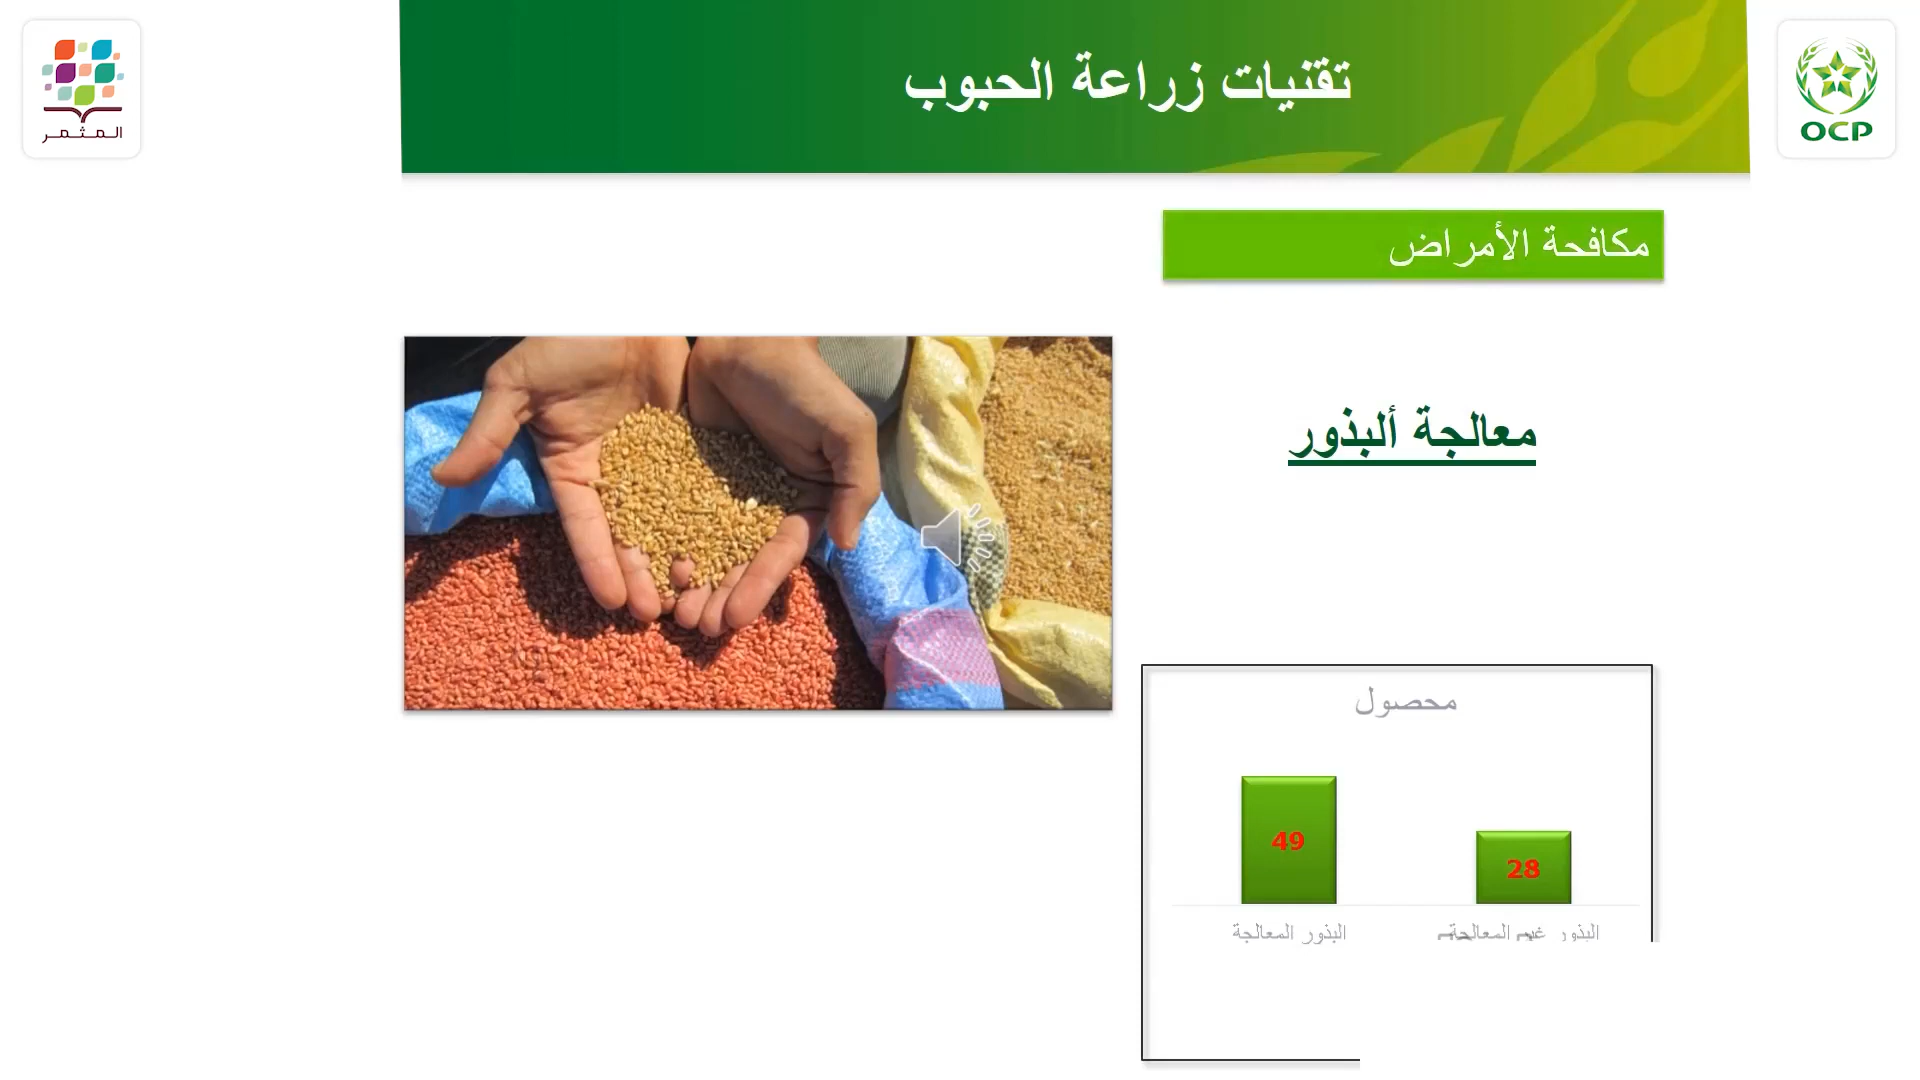 المثمر
OCP
تقنيات زراعة الحبوب
مكافحة الأمراض
معالجة ألبذور
محصول
49
28
البذور المعالجة
البذور غير المعالجة